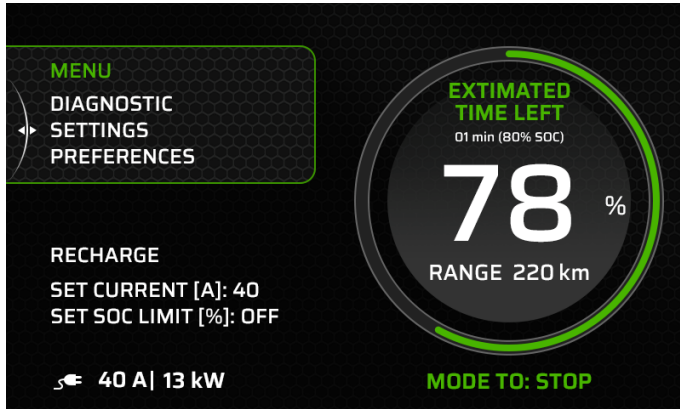 MENU
DIAGNOSTIC
SETTINGS
PREFERENCES
RECHARGE
SET CURRENT [A]: 40
SET SOC LIMIT [%]: OFF
40 A| 13 kW
EXTIMATED
TIME LEFT
01 min (80% SOC)
78 %
RANGE 220 km
MODE TO: STOP